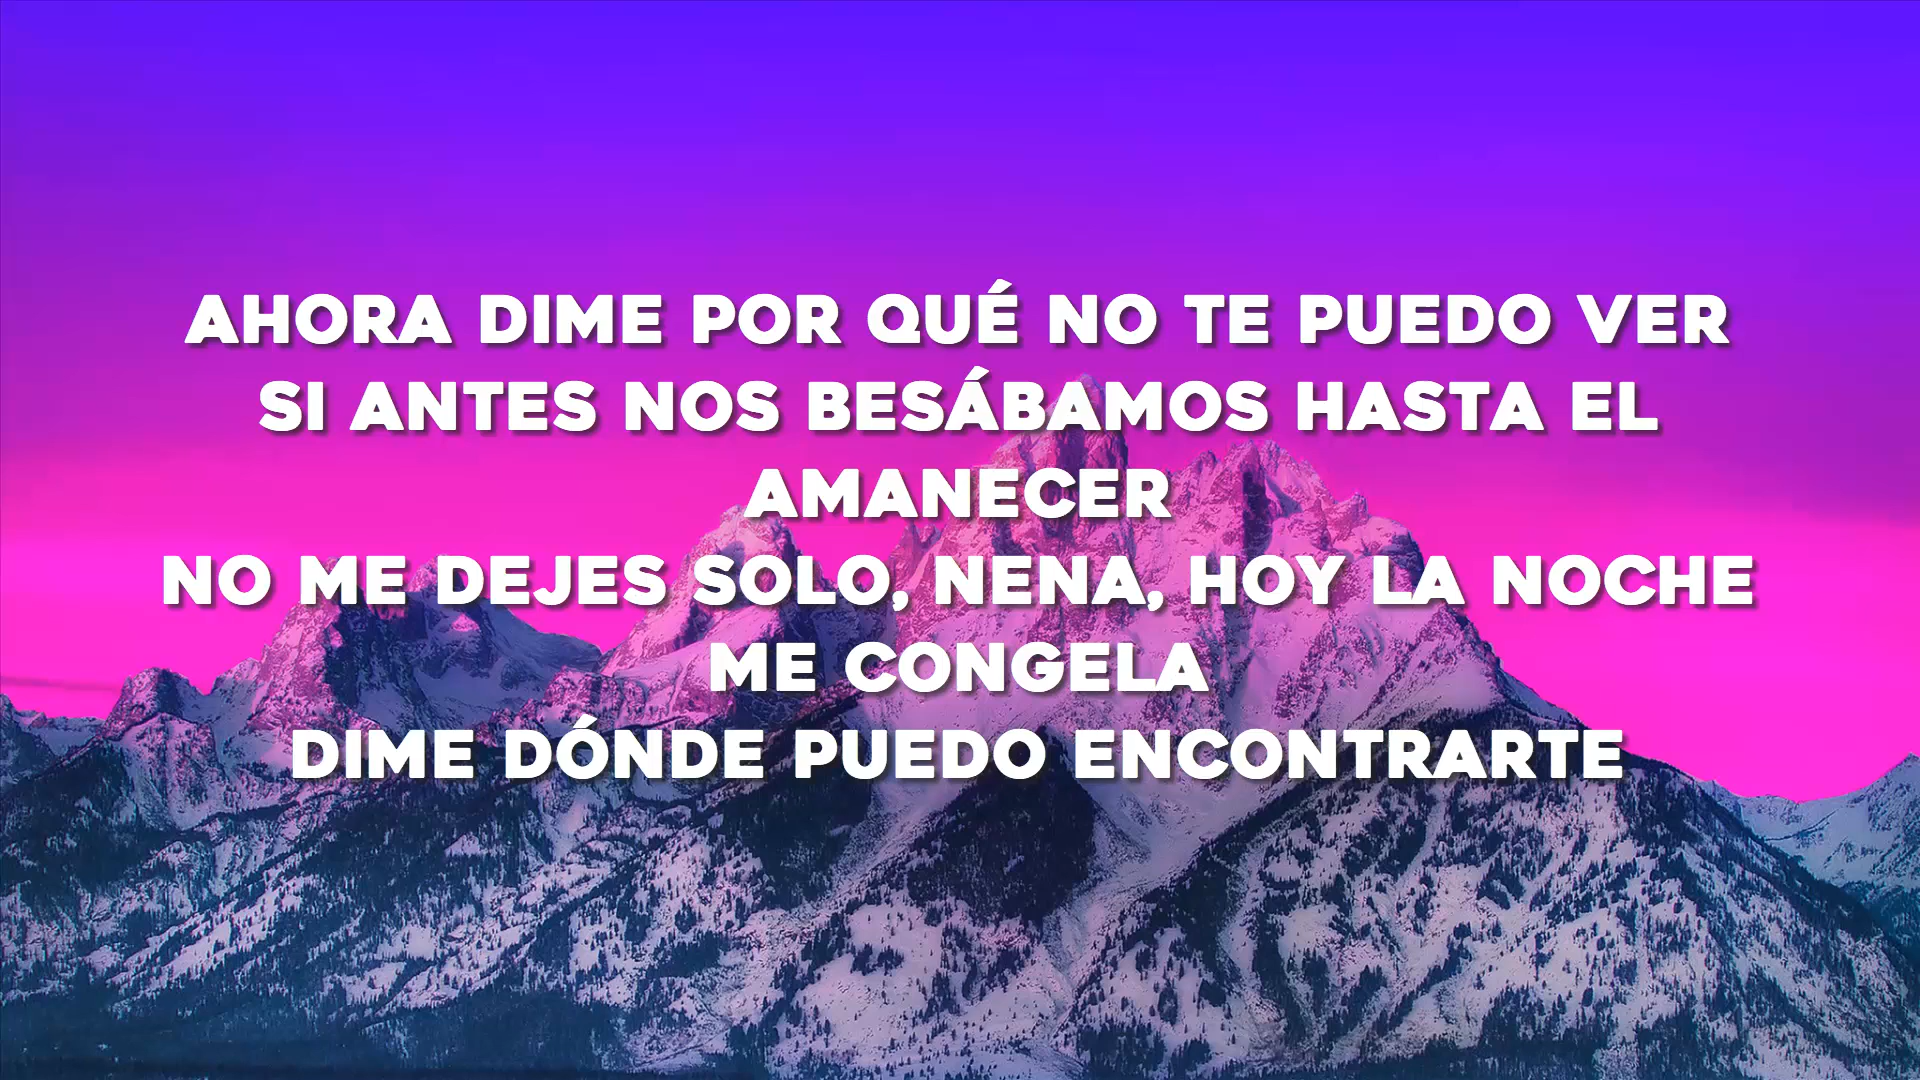 AHORA DIME POR QUÉ NO TE PUEDO VER
SI ANTES NOS BESÁBAMOS HASTA EL
AMANECER
NO ME DEJES SOLO, NENA, HOY LA NOCHE
ME CONGELA
DIME DÓNDE PUEDO ENCONTRARTE